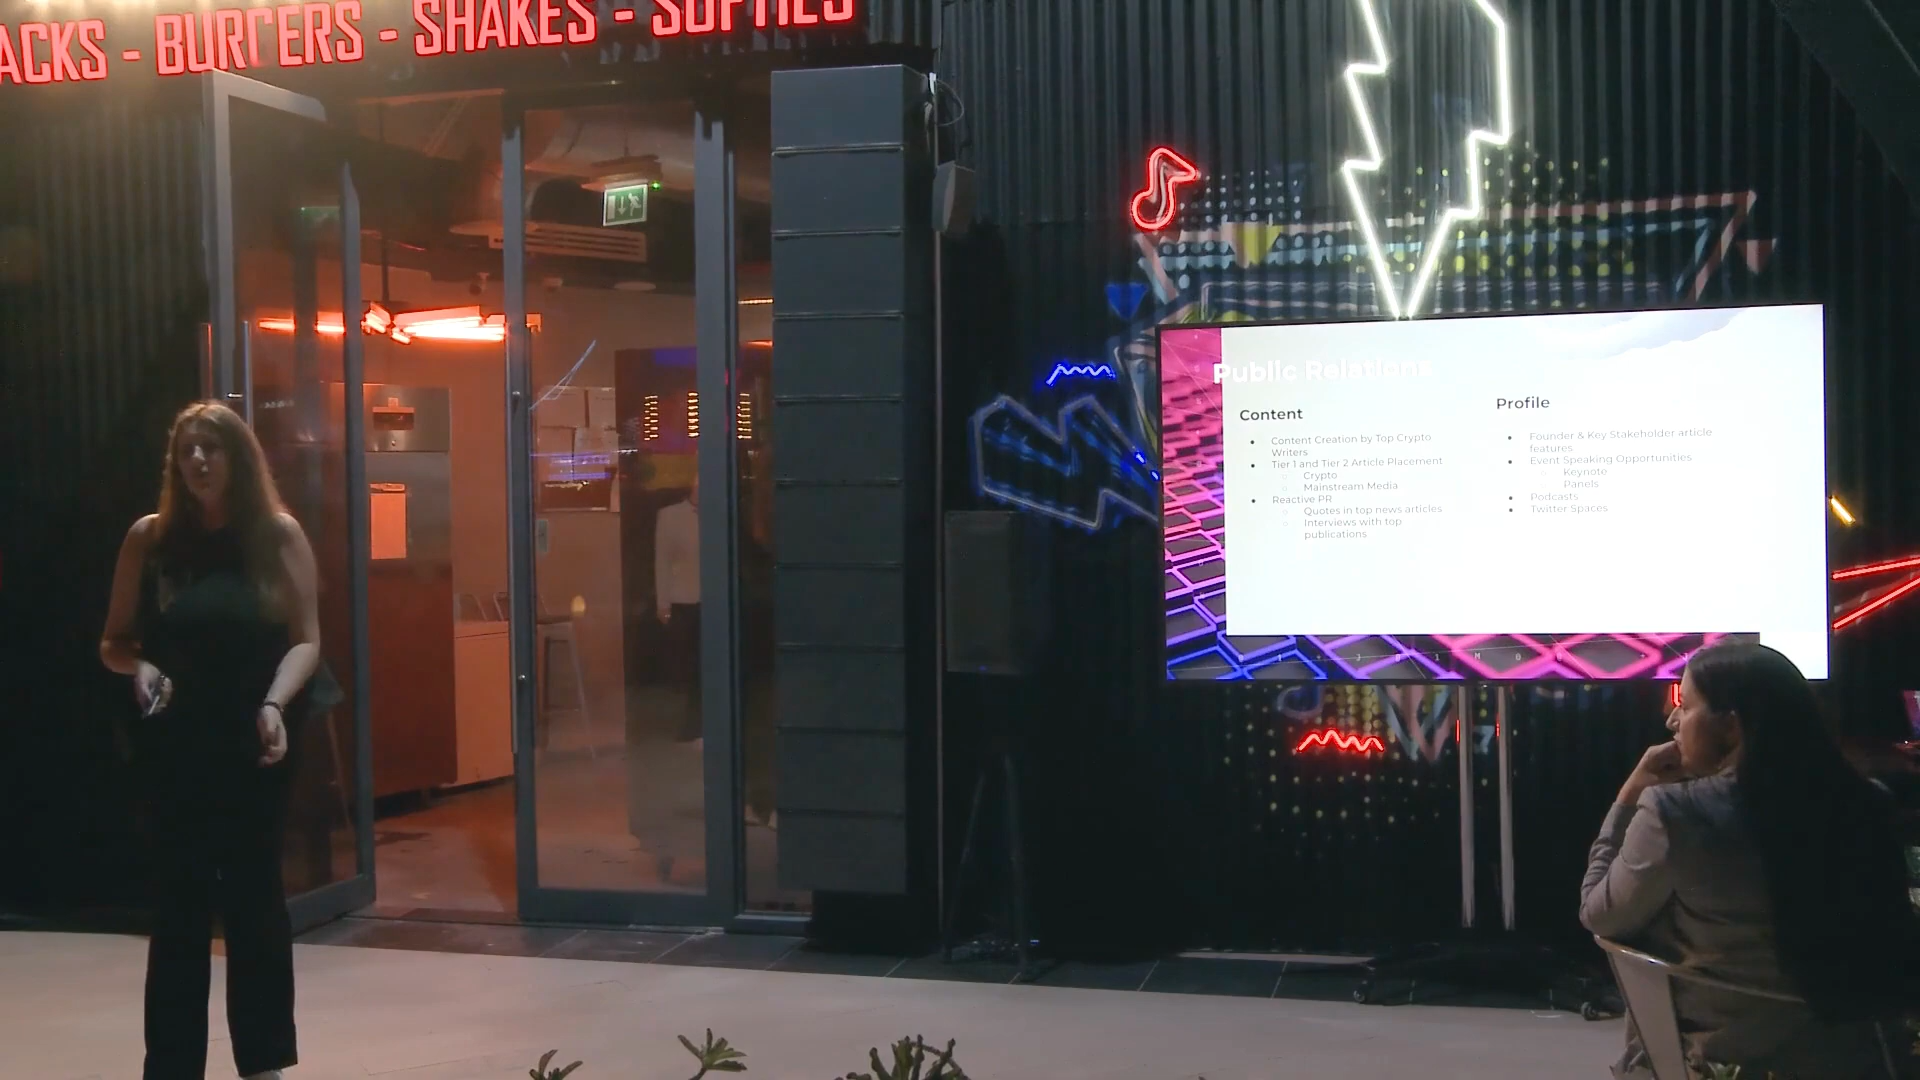 ACKS - BURGERS - SHAKES - SOFTIES
Public Relations
Content
Content Creation by Top Crypto
Writers
Tier 1 and Tier 2 Article Placement
Crypto
Mainstream Media
Reactive PR
Quotes in top news articles
Interviews with top
publications
Profile
Founder & Key Stakeholder article
features
Event Speaking Opportunities
Keynote
Panels
Podcasts
Twitter Spaces